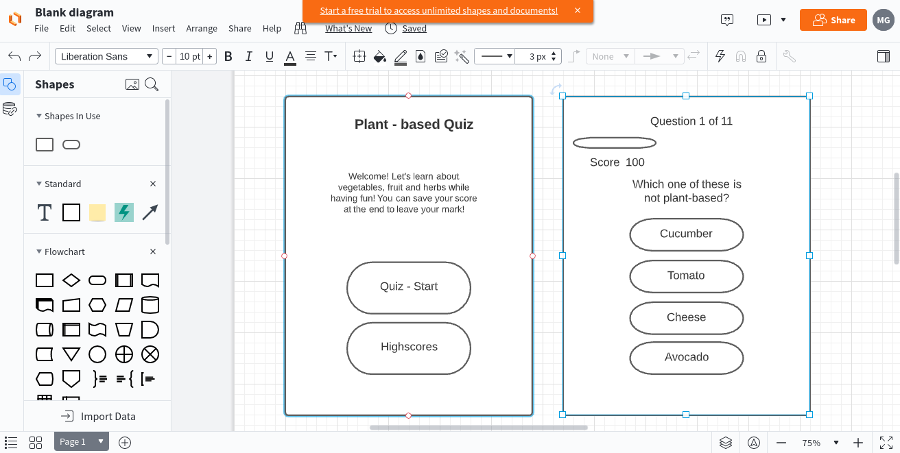 Blank diagram
Start a free trial to access unlimited shapes and documents!
File Edit Select View Insert Arrange Share Help What's New Saved
Share
MG
Liberation Sans
10 pt
B I U A T
3 px
None
Shapes
Shapes In Use
Standard
T
Flowchart
Import Data
Plant - based Quiz
Welcome! Let's learn about
vegetables, fruit and herbs while
having fun! You can save your score
at the end to leave your mark!
Quiz - Start
Highscores
Question 1 of 11
Score 100
Which one of these is
not plant-based?
Cucumber
Tomato
Cheese
Avocado
Page 1
75%